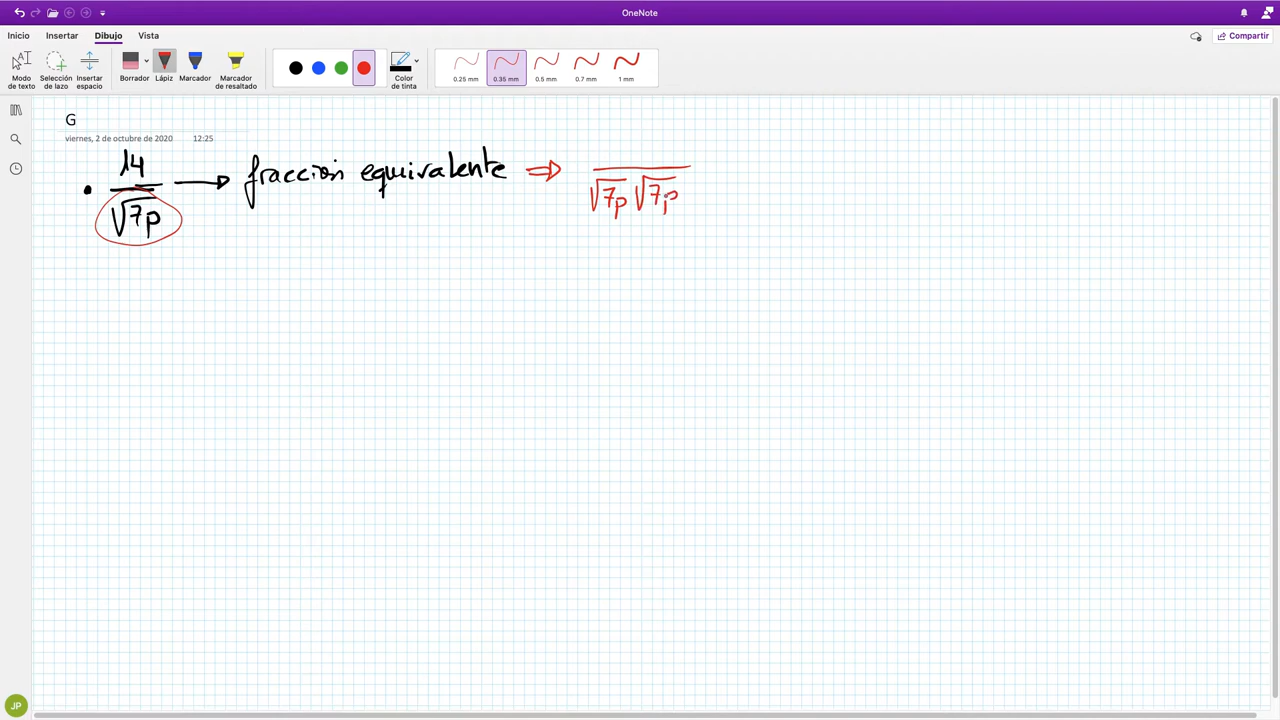 OneNote
Inicio Insertar Dibujo Vista Compartir
Modo de texto Selección de lazo Insertar espacio Borrador Lápiz Marcador Marcador de resaltado Color de tinta 0.25 mm 0.35 mm 0.5 mm 0.7 mm 1 mm
G
viernes, 2 de octubre de 2020 12:25
• 14/√7p → fracción equivalente ⇒ /√7p √7p
JP